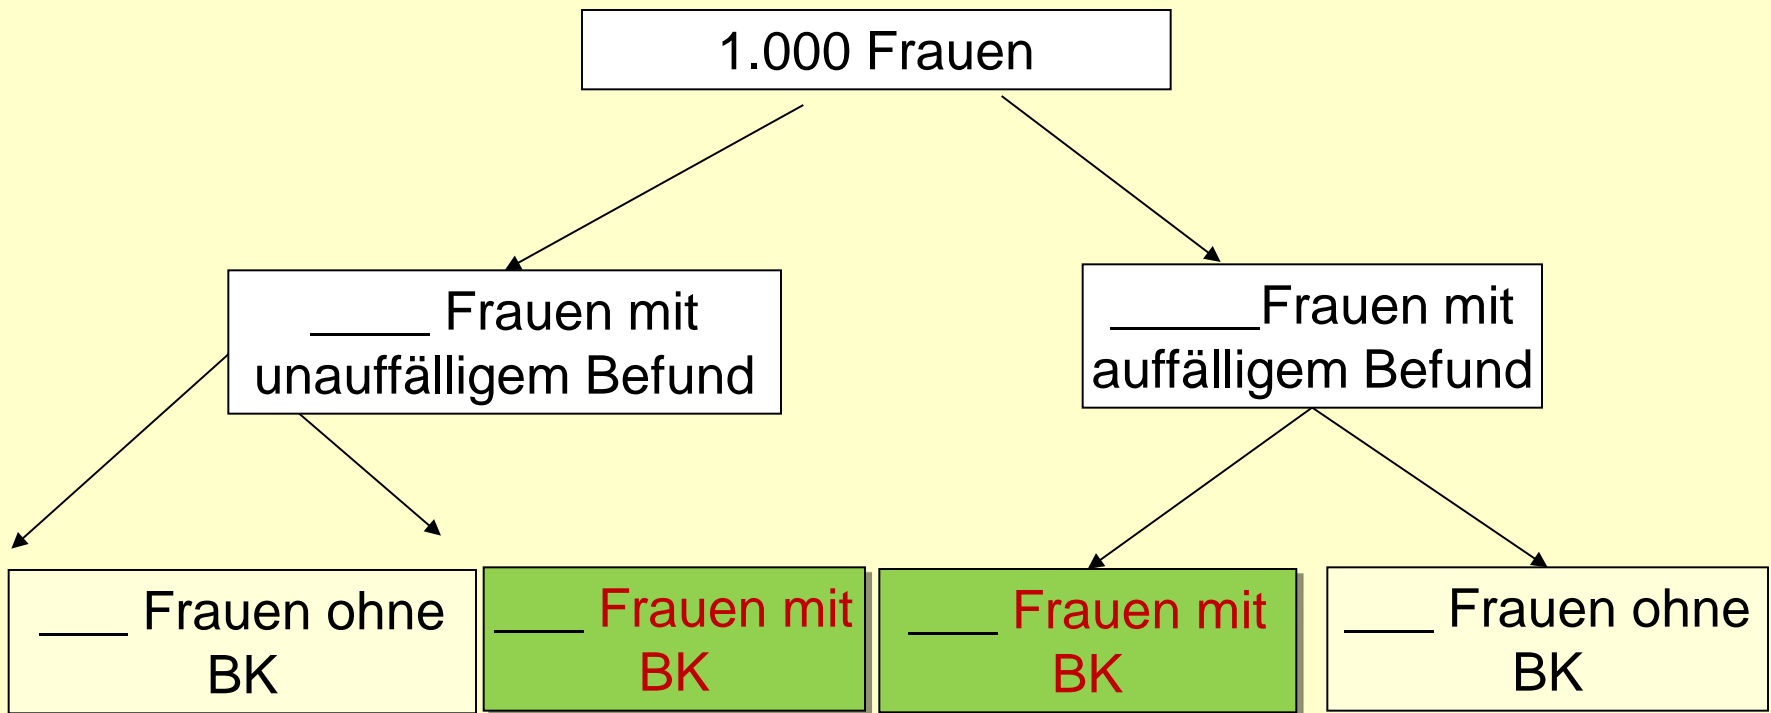 1.000 Frauen
____ Frauen mit
unauffälligem Befund
_____Frauen mit
auffälligem Befund
___ Frauen ohne
BK
___ Frauen mit
BK
___ Frauen mit
BK
___ Frauen ohne
BK